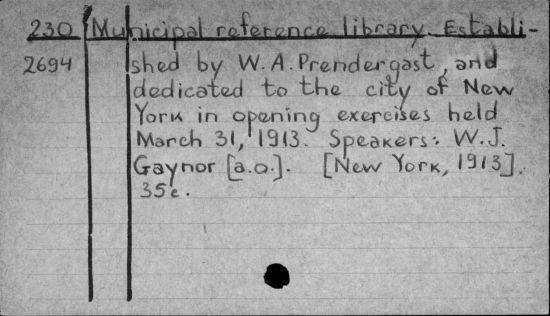 230 Municipal reference library. Establi-
2694 shed by W.A. Prendergast, and
dedicated to the city of New
York in opening exercises held
March 31, 1913. Speakers: W.J.
Gaynor [a.o.]. [New York, 1913].
35c.